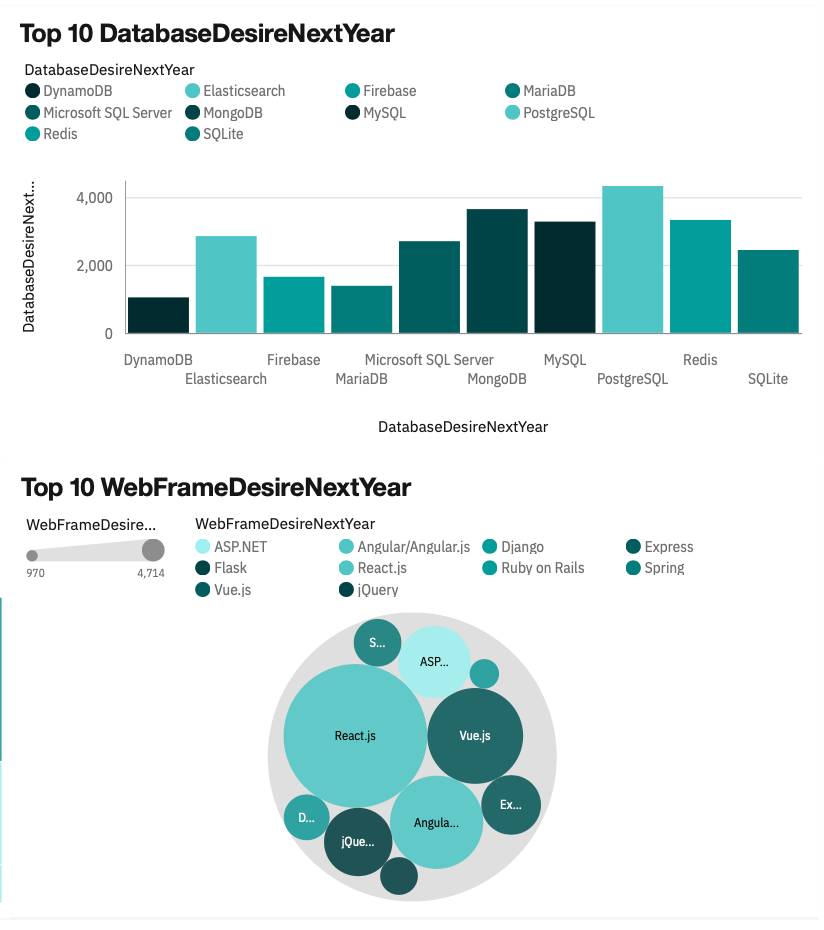 Top 10 DatabaseDesireNextYear
DatabaseDesireNextYear
DynamoDB Elasticsearch Firebase MariaDB
Microsoft SQL Server MongoDB MySQL PostgreSQL
Redis SQLite
DatabaseDesireNext...
4,000
2,000
0
DynamoDB Firebase Microsoft SQL Server MySQL Redis
Elasticsearch MariaDB MongoDB PostgreSQL SQLite
DatabaseDesireNextYear
Top 10 WebFrameDesireNextYear
WebFrameDesire... WebFrameDesireNextYear
970 4,714
ASP.NET Angular/Angular.js Django Express
Flask React.js Ruby on Rails Spring
Vue.js jQuery
S...
ASP...
React.js Vue.js
Ex...
D... Angula...
jQue...